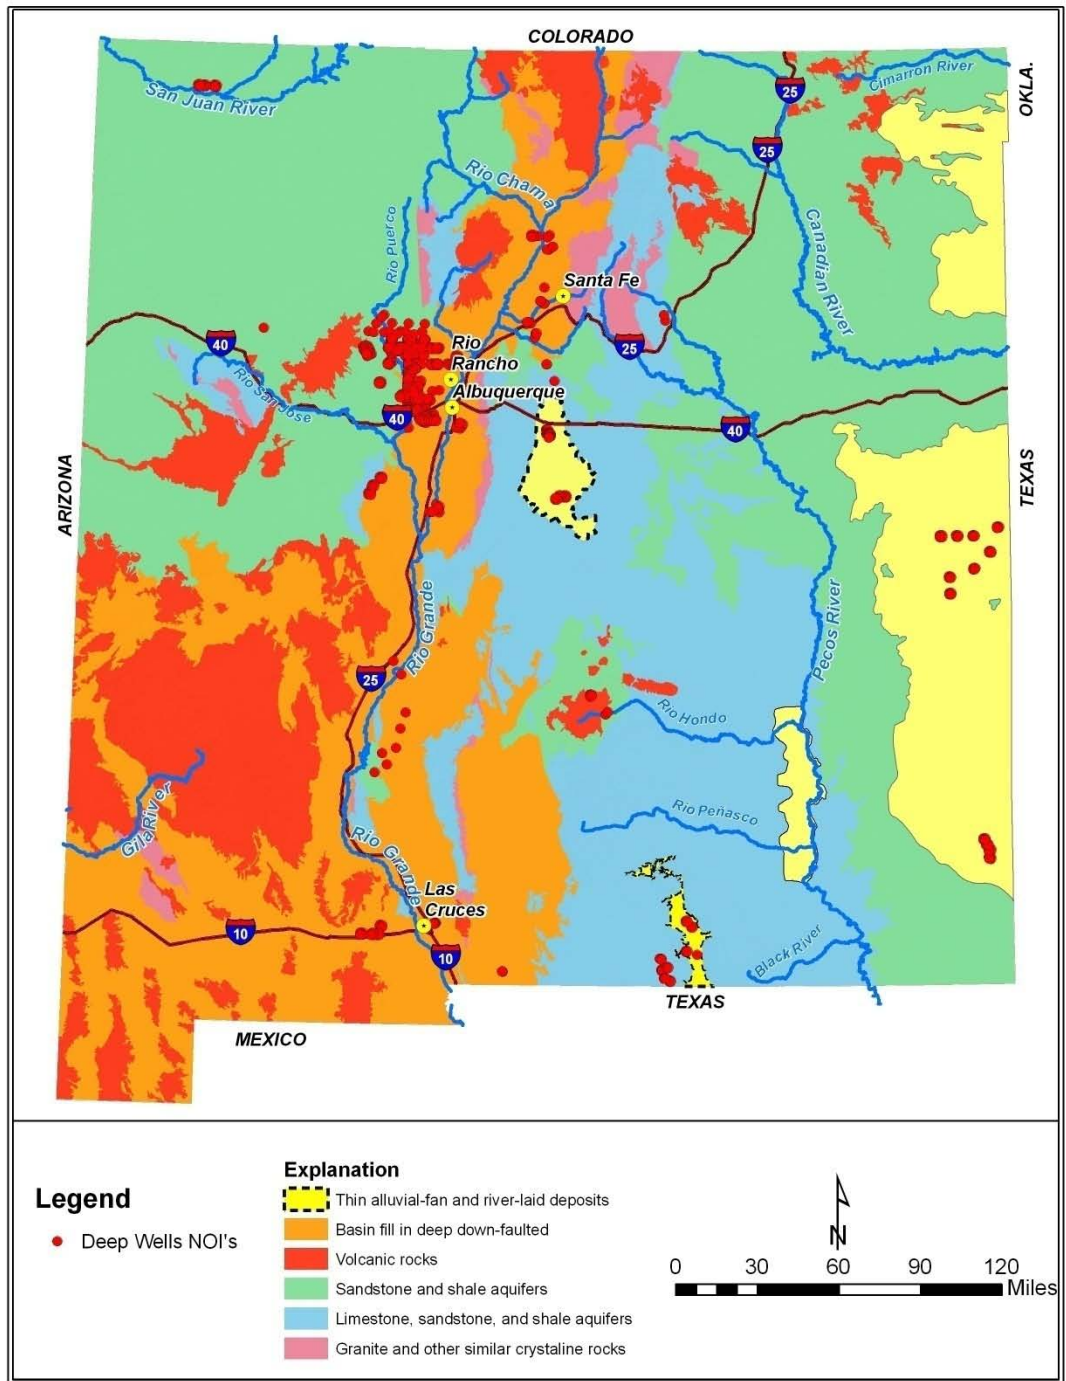 COLORADO
OKLA.
Cimarron River
25
San Juan River
25
Rio Chama
Rio Puerco
Canadian River
Santa Fe
40
Rio
Rancho
25
Rio San Jose
Albuquerque
40
40
ARIZONA
TEXAS
Rio Grande
Pecos River
25
Rio Hondo
Gila River
Rio Peñasco
Rio Grande
Las
Cruces
10
10
Black River
TEXAS
MEXICO
Legend
Deep Wells NOI's
Explanation
Thin alluvial-fan and river-laid deposits
Basin fill in deep down-faulted
Volcanic rocks
Sandstone and shale aquifers
Limestone, sandstone, and shale aquifers
Granite and other similar crystaline rocks
N
0 30 60 90 120
Miles